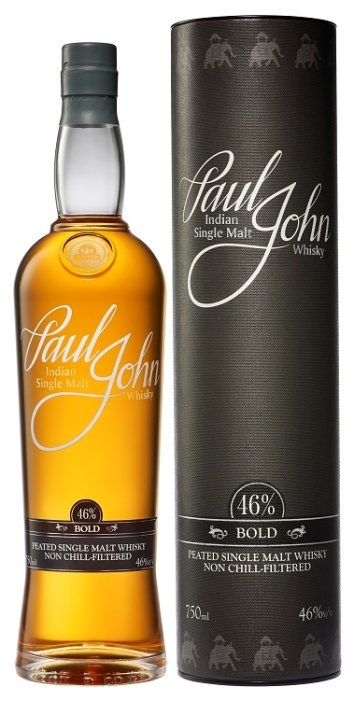 Paul John
Indian
Single Malt
Whisky
46%
BOLD
PEATED SINGLE MALT WHISKY
NON CHILL-FILTERED
46%v/v
Paul John
Indian
Single Malt
Whisky
46%
BOLD
PEATED SINGLE MALT WHISKY
NON CHILL-FILTERED
750ml
46%v/v